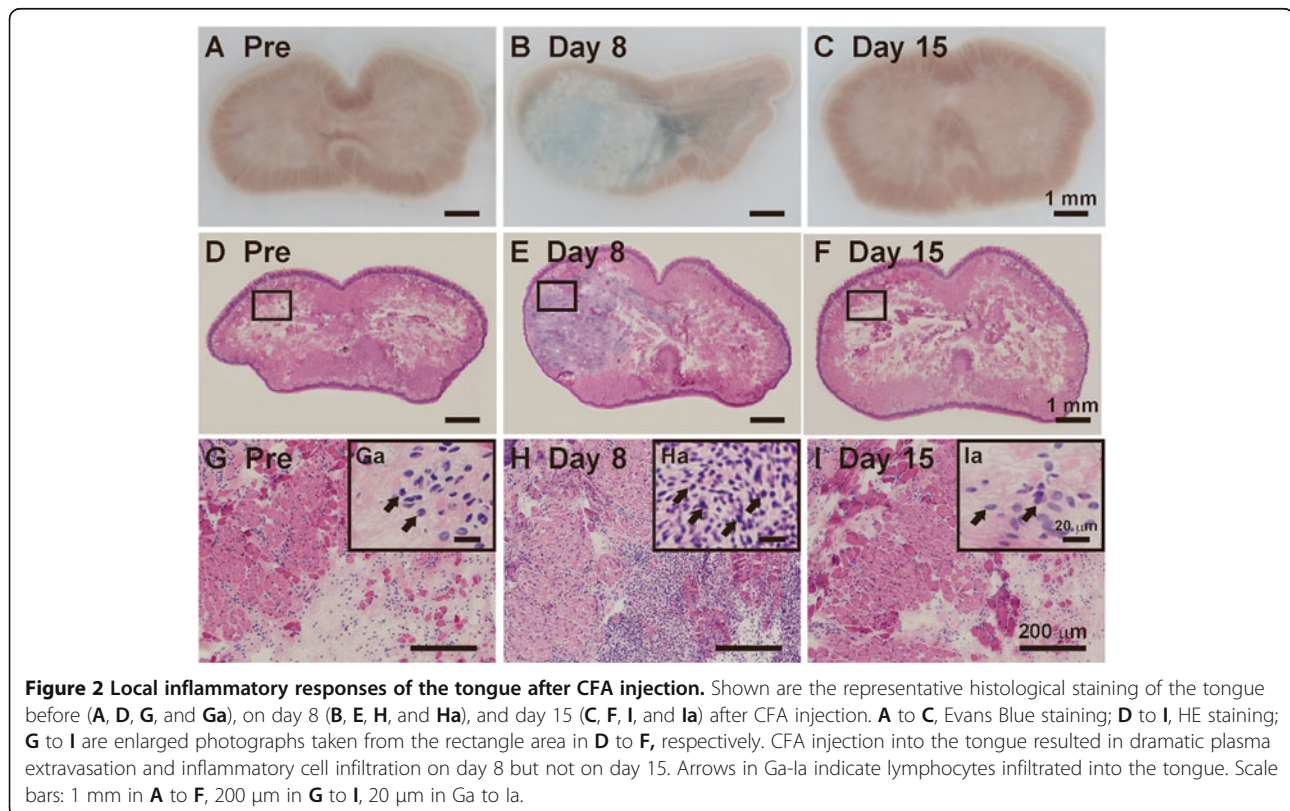 A Pre
B Day 8
C Day 15
1 mm
D Pre
E Day 8
F Day 15
1 mm
G Pre
Ga
H Day 8
Ha
I Day 15
Ia
20 μm
200 μm
Figure 2 Local inflammatory responses of the tongue after CFA injection. Shown are the representative histological staining of the tongue
before (A, D, G, and Ga), on day 8 (B, E, H, and Ha), and day 15 (C, F, I, and Ia) after CFA injection. A to C, Evans Blue staining; D to I, HE staining;
G to I are enlarged photographs taken from the rectangle area in D to F, respectively. CFA injection into the tongue resulted in dramatic plasma
extravasation and inflammatory cell infiltration on day 8 but not on day 15. Arrows in Ga-Ia indicate lymphocytes infiltrated into the tongue. Scale
bars: 1 mm in A to F, 200 μm in G to I, 20 μm in Ga to Ia.